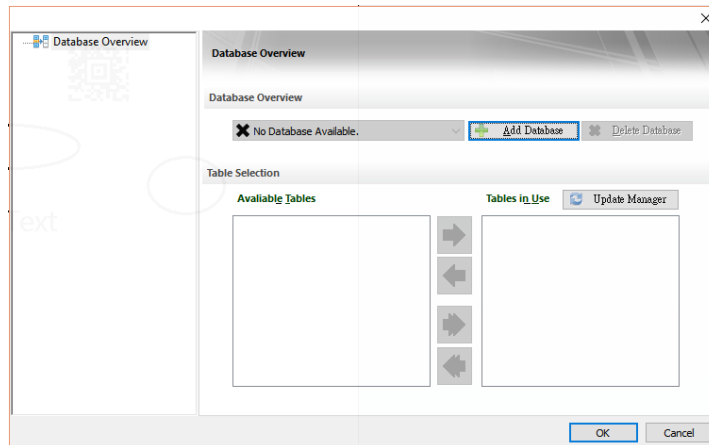 Database Overview
Database Overview
Database Overview
No Database Available.
Add Database
Delete Database
Table Selection
Avaliable Tables
Tables in Use
Update Manager
Text
OK
Cancel